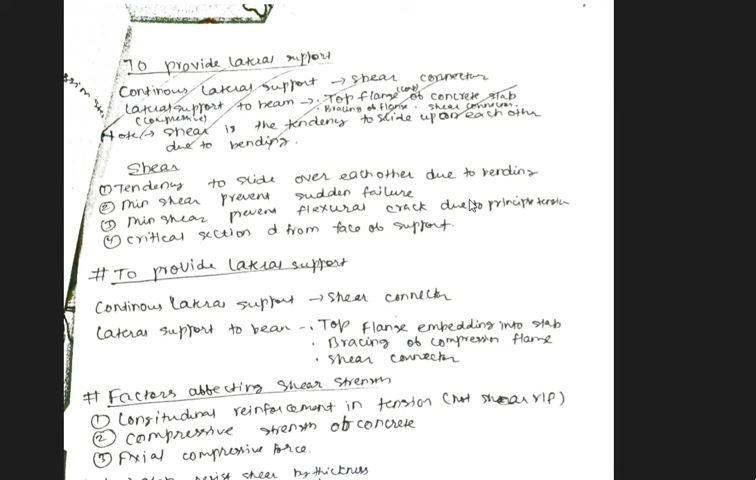 To provide lateral support
Continous lateral support → shear connector
Lateral support to beam → . Top flange of concrete slab
(compressive) . Bracing of flame . shear connector.
Note → shear is the tendeny to slide upon each other
due to bending.
Shear
① Tendency to slide over each other due to bending
② min shear prevent sudden failure
③ min shear prevent flexural crack due to principle tension
④ critical section d from face of support.
# To provide lateral support
Continous lateral support → shear connector
Lateral support to beam - . Top flange embedding into slab
. Bracing of compression flame
. shear connector
# Factors affecting shear strength
① Longitudinal reinforcement in tension (not shear r/f)
② compressive strength of concrete
③ Axial compressive force.
resist shear by thickness